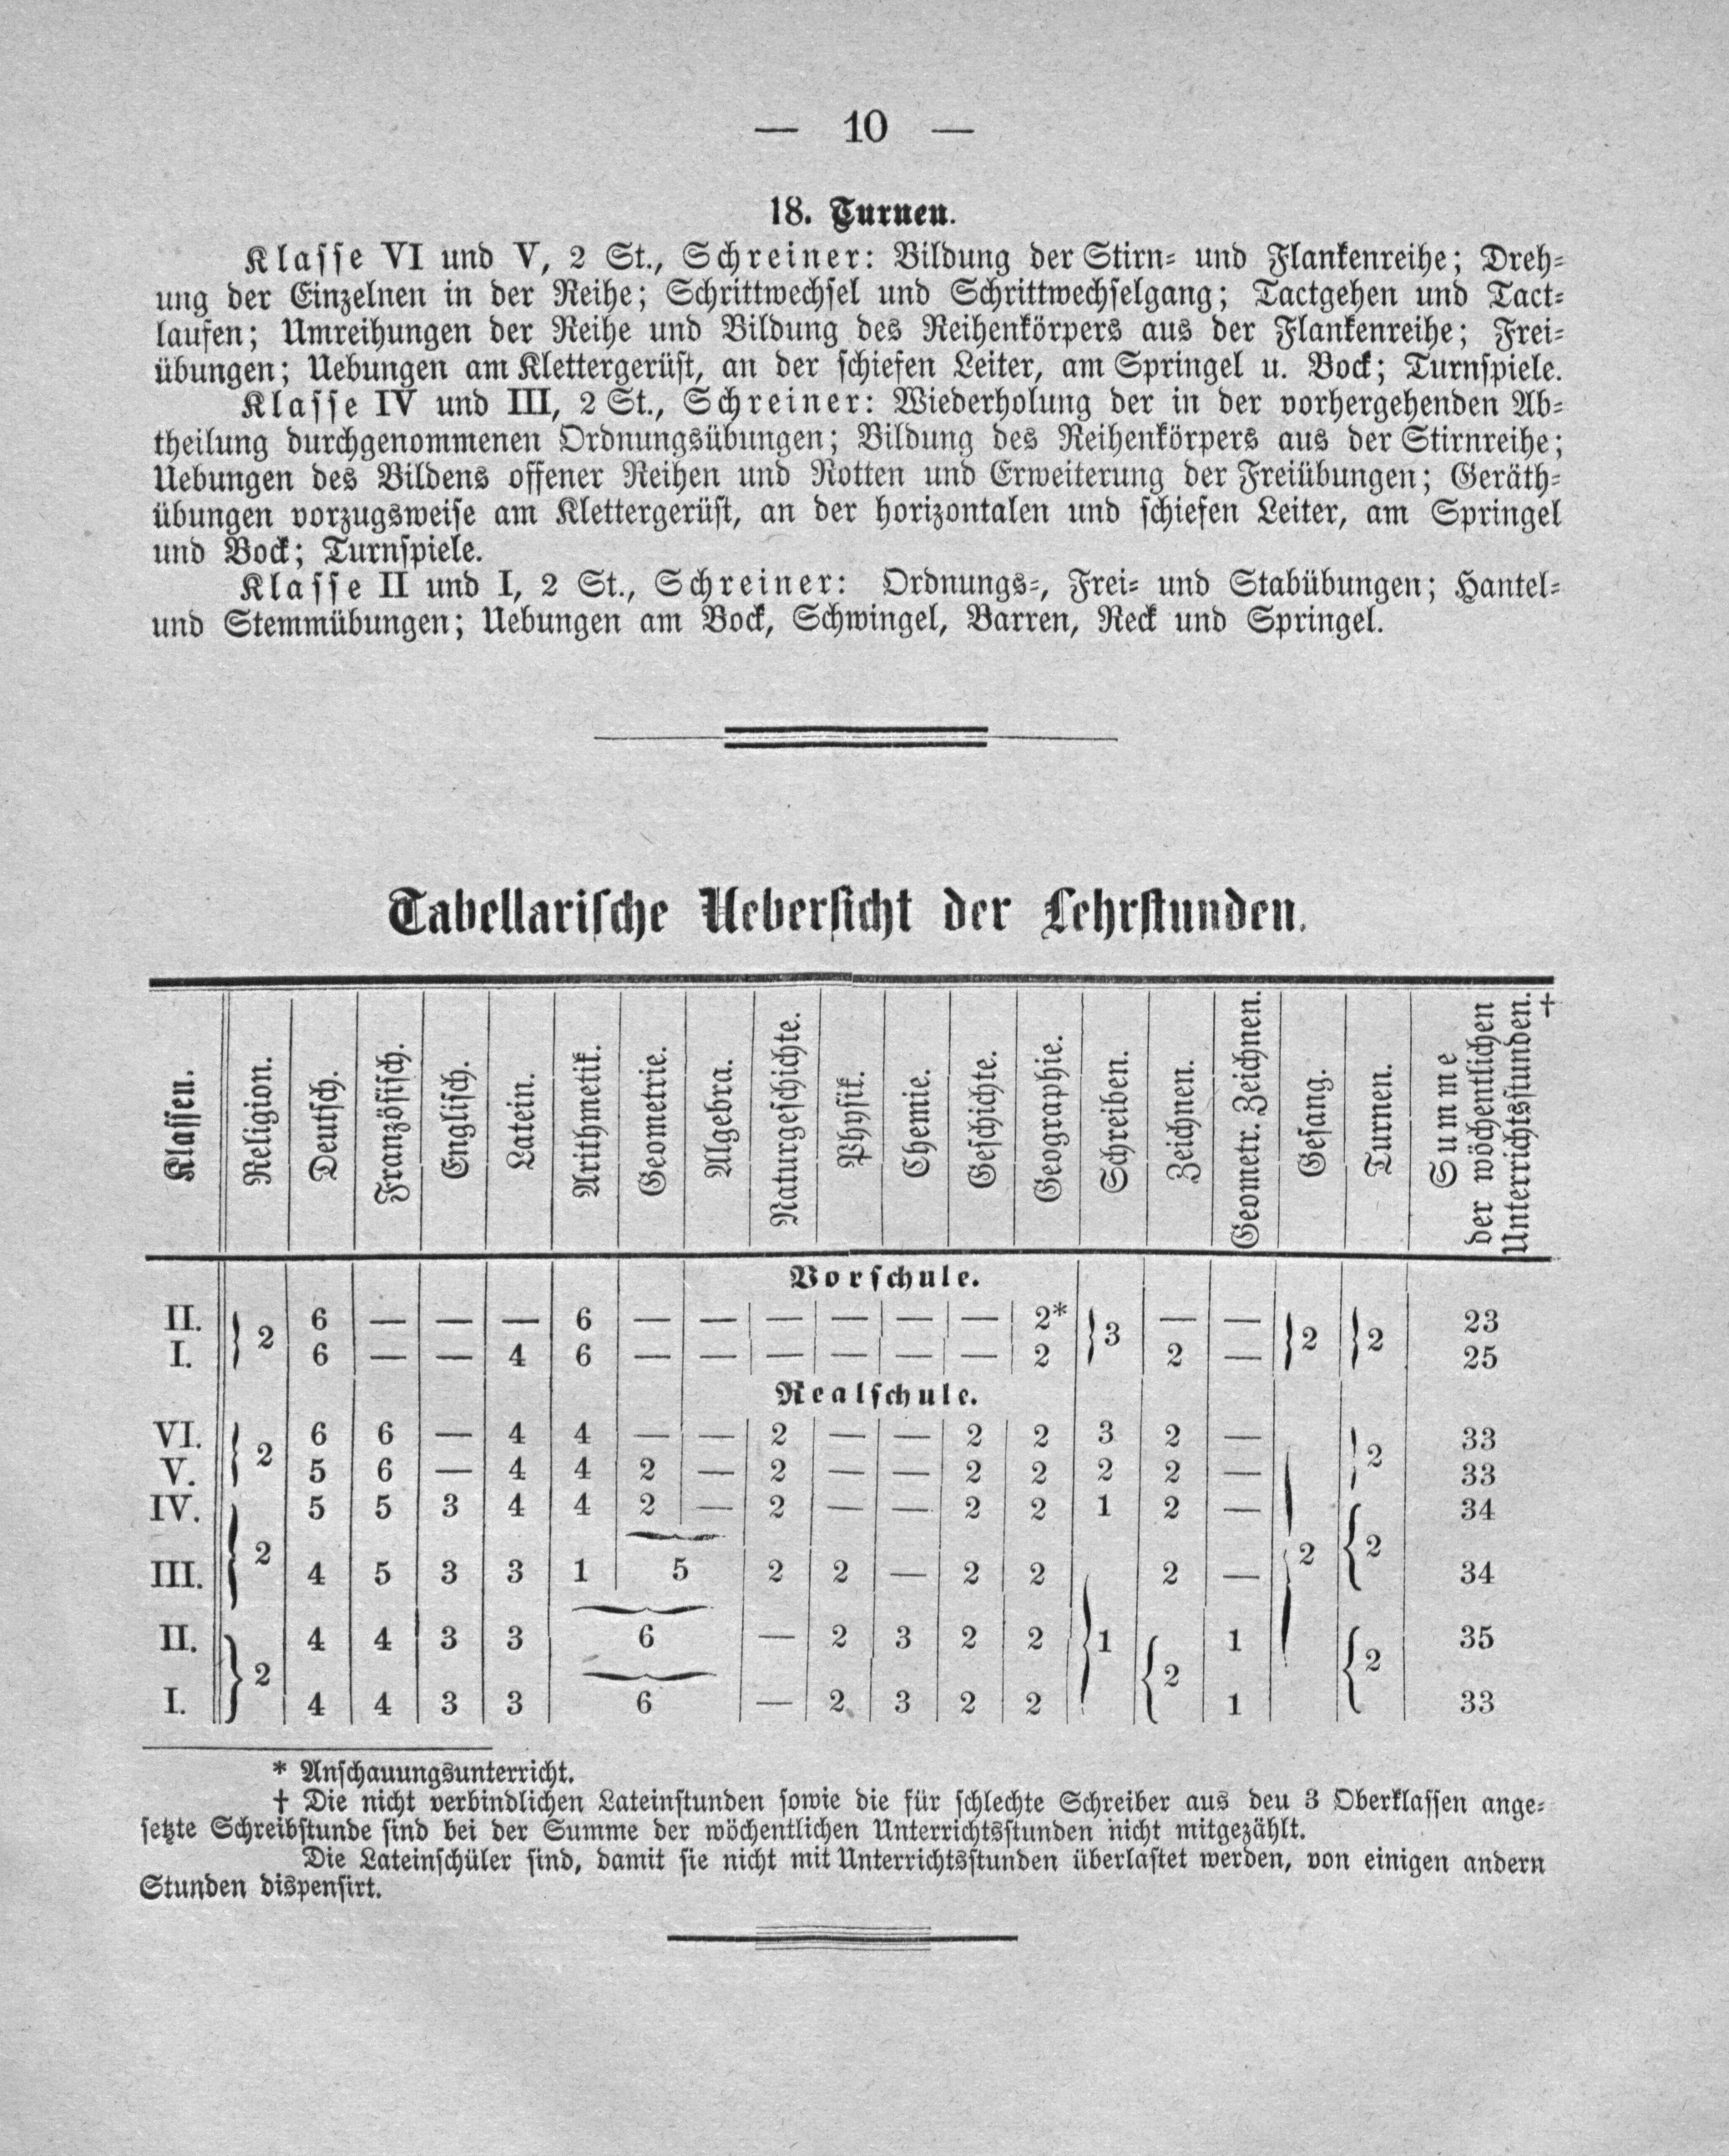 — 10 —
18. Turnen.
Klasse VI und V, 2 St., Schreiner: Bildung der Stirn- und Flankenreihe; Dreh-
ung der Einzelnen in der Reihe; Schrittwechsel und Schrittwechselgang; Tactgehen und Tact-
laufen; Umreihungen der Reihe und Bildung des Reihenkörpers aus der Flankenreihe; Frei-
übungen; Uebungen am Klettergerüst, an der schiefen Leiter, am Springel u. Bock; Turnspiele.
Klasse IV und III, 2 St., Schreiner: Wiederholung der in der vorhergehenden Ab-
theilung durchgenommenen Ordnungsübungen; Bildung des Reihenkörpers aus der Stirnreihe;
Uebungen des Bildens offener Reihen und Rotten und Erweiterung der Freiübungen; Geräth-
übungen vorzugsweise am Klettergerüst, an der horizontalen und schiefen Leiter, am Springel
und Bock; Turnspiele.
Klasse II und I, 2 St., Schreiner: Ordnungs-, Frei- und Stabübungen; Hantel-
und Stemmübungen; Uebungen am Bock, Schwingel, Barren, Reck und Springel.
Tabellarische Uebersicht der Lehrstunden.
Klassen. Religion. Deutsch. Französisch. Englisch. Latein. Arithmetik. Geometrie. Algebra. Naturgeschichte. Physik. Chemie. Geschichte. Geographie. Schreiben. Zeichnen. Geometr. Zeichnen. Gesang. Turnen. Summe der wöchentlichen Unterrichtsstunden. †
Vorschule.
II. } 2 6 — — — 6 — — — — — — 2* } 3 — — } 2 } 2 23
I. 6 — — 4 6 — — — — — — 2 2 — 25
Realschule.
VI. } 2 6 6 — 4 4 — — 2 — — 2 2 3 2 — } 2 33
V. 5 6 — 4 4 2 — 2 — — 2 2 2 2 — 33
IV. 5 5 3 4 4 2 — 2 — — 2 2 1 2 — 34
{ 2 } 2 { 2
III. 4 5 3 3 1 5 2 2 — 2 2 2 — 34
II. 4 4 3 3 6 — 2 3 2 2 } 1 1 35
} 2 { 2 { 2
I. 4 4 3 3 6 — 2 3 2 2 1 33
* Anschauungsunterricht.
† Die nicht verbindlichen Lateinstunden sowie die für schlechte Schreiber aus deu 3 Oberklassen ange-
setzte Schreibstunde sind bei der Summe der wöchentlichen Unterrichtsstunden nicht mitgezählt.
Die Lateinschüler sind, damit sie nicht mit Unterrichtsstunden überlastet werden, von einigen andern
Stunden dispensirt.